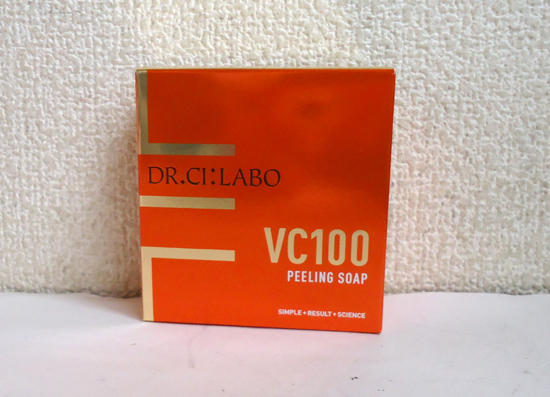 DR.CI:LABO
VC100
PEELING SOAP
SIMPLE+RESULT+SCIENCE